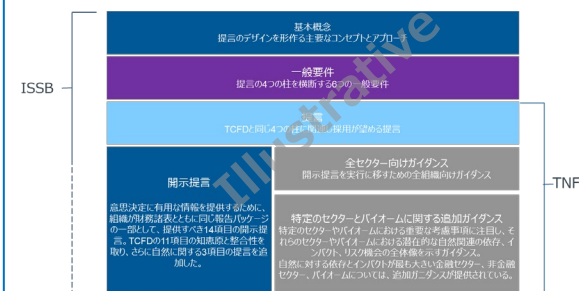 基本概念
提言のデザインを形作る主要なコンセプトとアプローチ
一般要件
提言の4つの柱を横断する6つの一般要件
ISSB
TCFDと同じ4つの柱に 採用が望める提言
TNF
開示提言
意思決定に有用な情報を提供するために、
組織が財務諸表とともに同じ報告パッケージ
の一部として、提供すべき14項目の開示提
言。TCFDの11項目の知 と整合性を
取り、さらに自然に関する3項目の提言を追
加した。
全セクター向けガイダンス
開示提言を実行に移すための全組織向けガイダンス
特定のセクターとバイオームに関する追加ガイダンス
特定のセクターやバイオームにおける重要な考慮事項に注目し、そ
れらのセクターやバイオームにおける潜在的な自然関連の依存、イ
ンパクト、リスク機会の全体像を示すガイダンス。
自然に対する依存とインパクトが最も大きい金融セクター、非金融
セクター、バイオームについては、追加ガイダンスが提供されている。
Illustrative